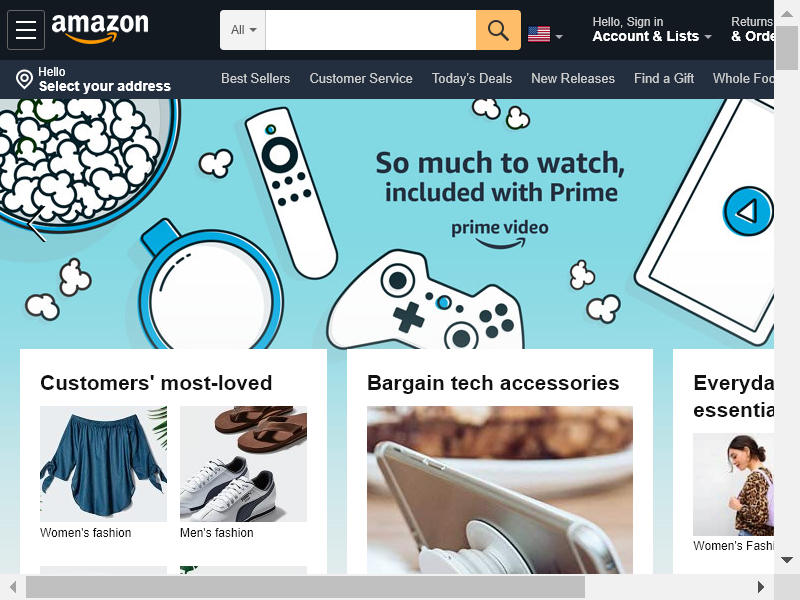 amazon
All
Hello, Sign in
Account & Lists
Returns
& Orde
Hello
Select your address
Best Sellers
Customer Service
Today's Deals
New Releases
Find a Gift
Whole Foo
So much to watch,
included with Prime
prime video
Customers' most-loved
Women's fashion
Men's fashion
Bargain tech accessories
Everyda
essentia
Women's Fashi